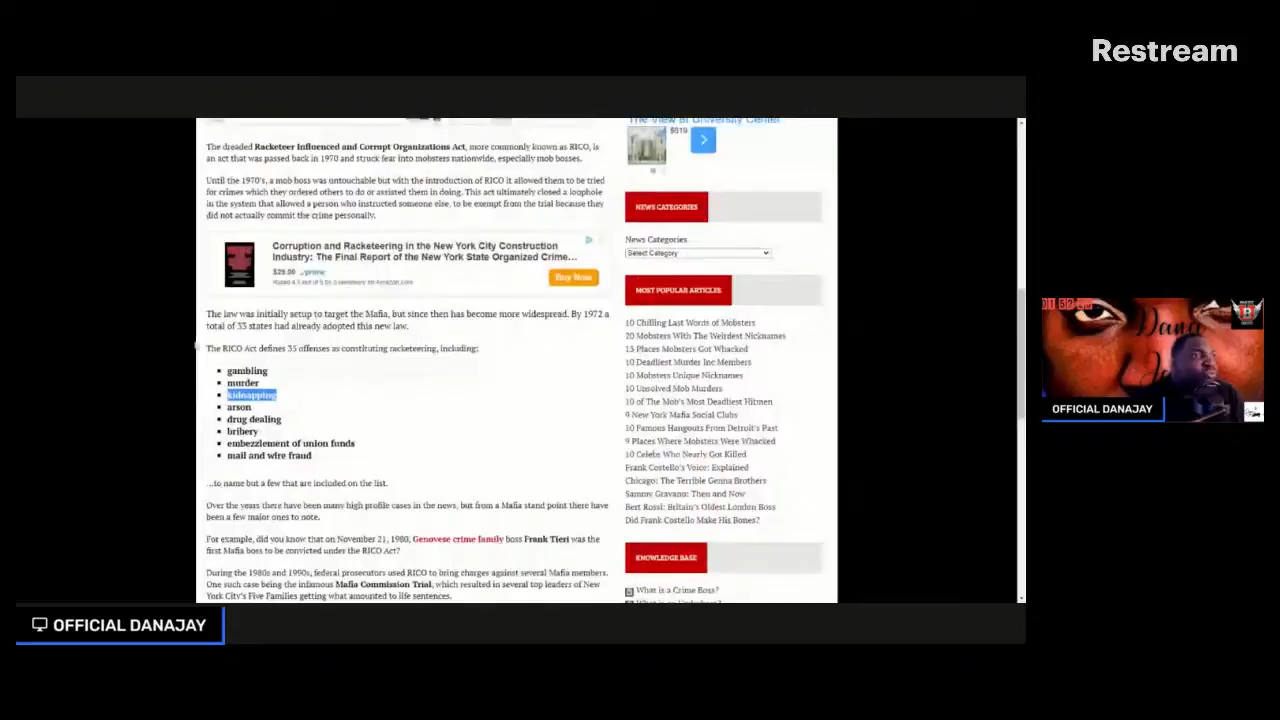 Restream
The View at University Center
$619
The dreaded Racketeer Influenced and Corrupt Organizations Act, more commonly known as RICO, is
an act that was passed back in 1970 and struck fear into mobsters nationwide, especially mob bosses.
Until the 1970's, a mob boss was untouchable but with the introduction of RICO it allowed them to be tried
for crimes which they ordered others to do or assisted them in doing. This act ultimately closed a loophole
in the system that allowed a person who instructed someone else, to be exempt from the trial because they
did not actually commit the crime personally.
Corruption and Racketeering in the New York City Construction
Industry: The Final Report of the New York State Organized Crime...
$29.00 prime
Buy Now
The law was initially setup to target the Mafia, but since then has become more widespread. By 1972 a
total of 33 states had already adopted this new law.
The RICO Act defines 35 offenses as constituting racketeering, including:
gambling
murder
kidnapping
arson
drug dealing
bribery
embezzlement of union funds
mail and wire fraud
...to name but a few that are included on the list.
Over the years there have been many high profile cases in the news, but from a Mafia stand point there have
been a few major ones to note.
For example, did you know that on November 21, 1980, Genovese crime family boss Frank Tieri was the
first Mafia boss to be convicted under the RICO Act?
During the 1980s and 1990s, federal prosecutors used RICO to bring charges against several Mafia members.
One such case being the infamous Mafia Commission Trial, which resulted in several top leaders of New
York City's Five Families getting what amounted to life sentences.
NEWS CATEGORIES
News Categories
Select Category
MOST POPULAR ARTICLES
10 Chilling Last Words of Mobsters
20 Mobsters With The Weirdest Nicknames
15 Places Mobsters Got Whacked
10 Deadliest Murder Inc Members
10 Mobsters Unique Nicknames
10 Unsolved Mob Murders
10 of The Mob's Most Deadliest Hitmen
9 New York Mafia Social Clubs
10 Famous Hangouts From Detroit's Past
9 Places Where Mobsters Were Whacked
10 Celebs Who Nearly Got Killed
Frank Costello's Voice: Explained
Chicago: The Terrible Genna Brothers
Sammy Gravano: Then and Now
Bert Rossi: Britain's Oldest London Boss
Did Frank Costello Make His Bones?
KNOWLEDGE BASE
What is a Crime Boss?
OFFICIAL DANAJAY
OFFICIAL DANAJAY